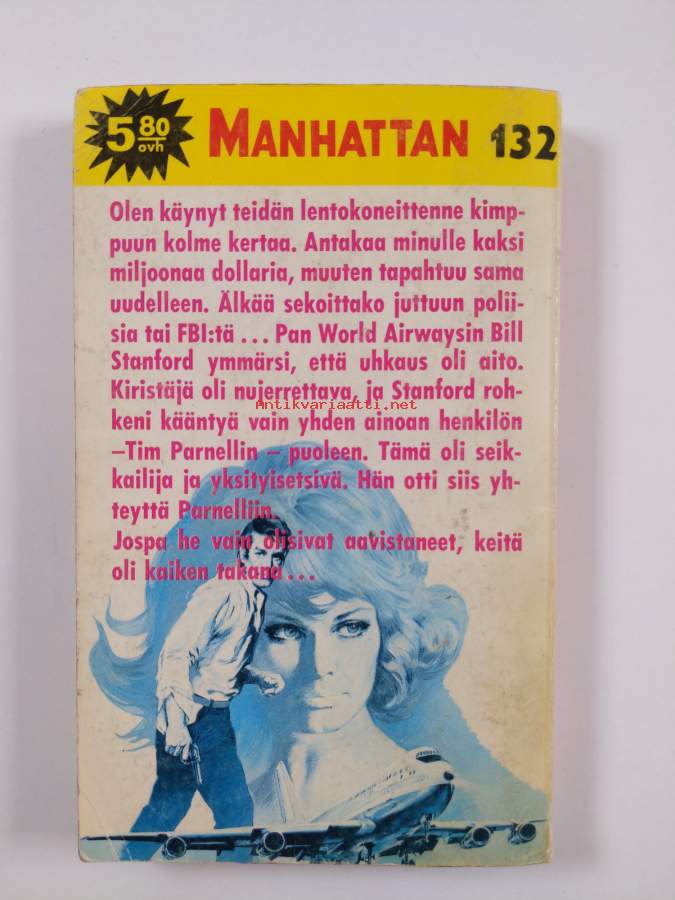 5 80 ovh MANHATTAN 132
Olen käynyt teidän lentokoneittenne kimp-
puun kolme kertaa. Antakaa minulle kaksi
miljoonaa dollaria, muuten tapahtuu sama
uudelleen. Älkää sekoittako juttuun polii-
sia tai FBI:tä ... Pan World Airwaysin Bill
Stanford ymmärsi, että uhkaus oli aito.
Kiristäjä oli nujerrettava, ja Stanford roh-
Antikvariaatti.net
keni kääntyä vain yhden ainoan henkilön
–Tim Parnellin – puoleen. Tämä oli seik-
kailija ja yksityisetsivä. Hän otti siis yh-
teyttä Parnelliin.
Jospa he vain olisivat aavistaneet, keitä
oli kaiken takana ...